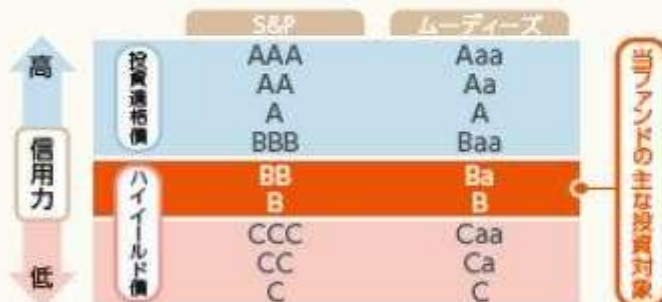 S&P ムーディーズ
高
信用力
低
投資適格債
ハイイールド債
AAA Aaa
AA Aa
A A
BBB Baa
BB Ba
B B
CCC Caa
CC Ca
C C
当ファンドの主な投資対象